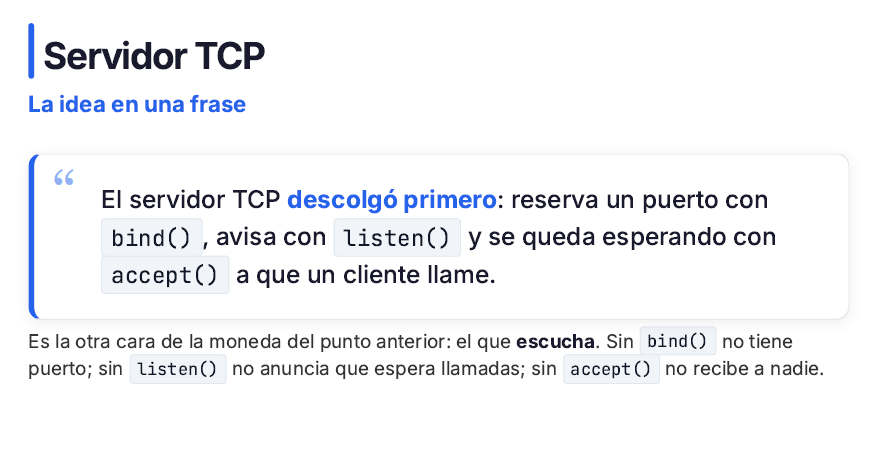 Servidor TCP
La idea en una frase
“
El servidor TCP descolgó primero: reserva un puerto con
bind() , avisa con listen() y se queda esperando con
accept() a que un cliente llame.
Es la otra cara de la moneda del punto anterior: el que escucha. Sin bind() no tiene
puerto; sin listen() no anuncia que espera llamadas; sin accept() no recibe a nadie.